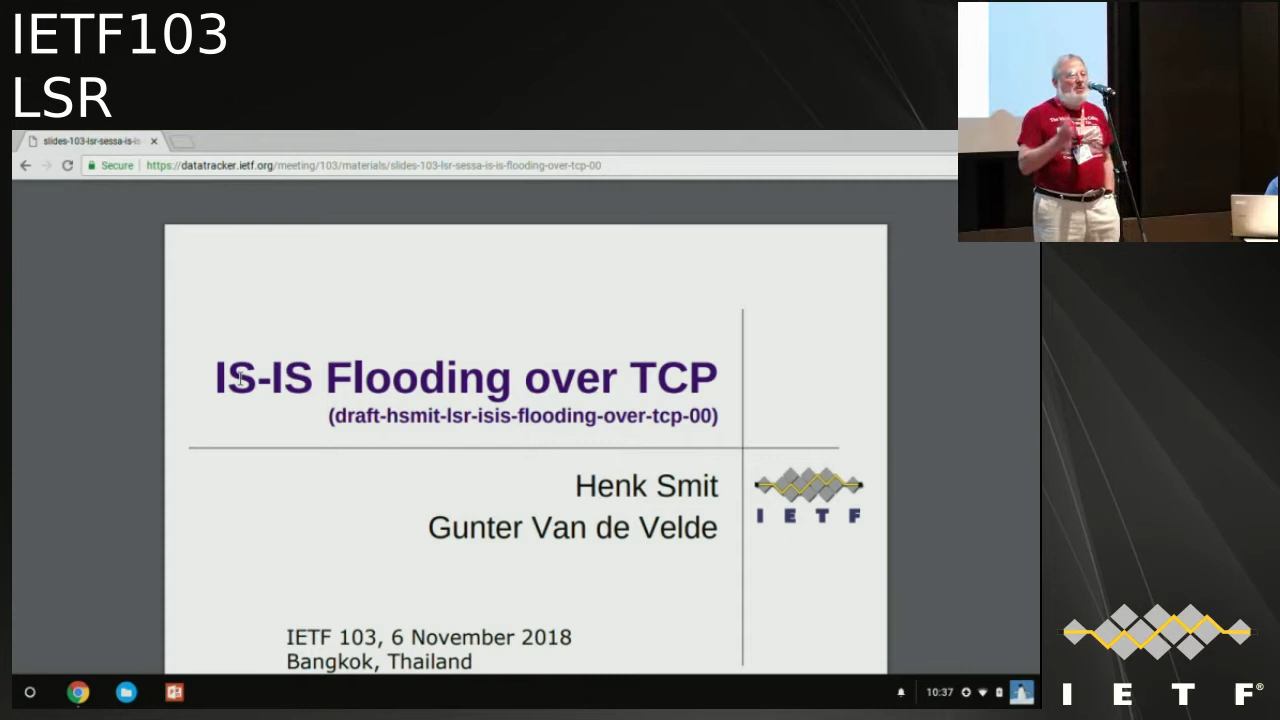 IETF103
LSR
slides-103-lsr-sessa-is-is
Secure
https://datatracker.ietf.org/meeting/103/materials/slides-103-lsr-sessa-is-is-flooding-over-tcp-00
IS-IS Flooding over TCP
(draft-hsmit-lsr-isis-flooding-over-tcp-00)
Henk Smit
Gunter Van de Velde
I E T F
IETF 103, 6 November 2018
Bangkok, Thailand
10:37
I E T F®